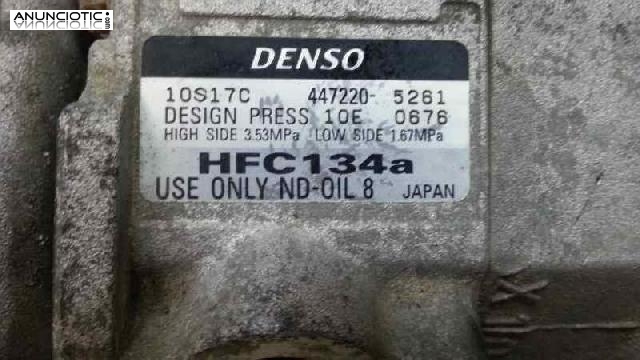 ANUNCIOTIC
.com
DENSO
10S17C 447220- 5261
DESIGN PRESS 10E 0676
HIGH SIDE 3.53MPa LOW SIDE 1.67MPa
HFC134a
USE ONLY ND-OIL 8 JAPAN